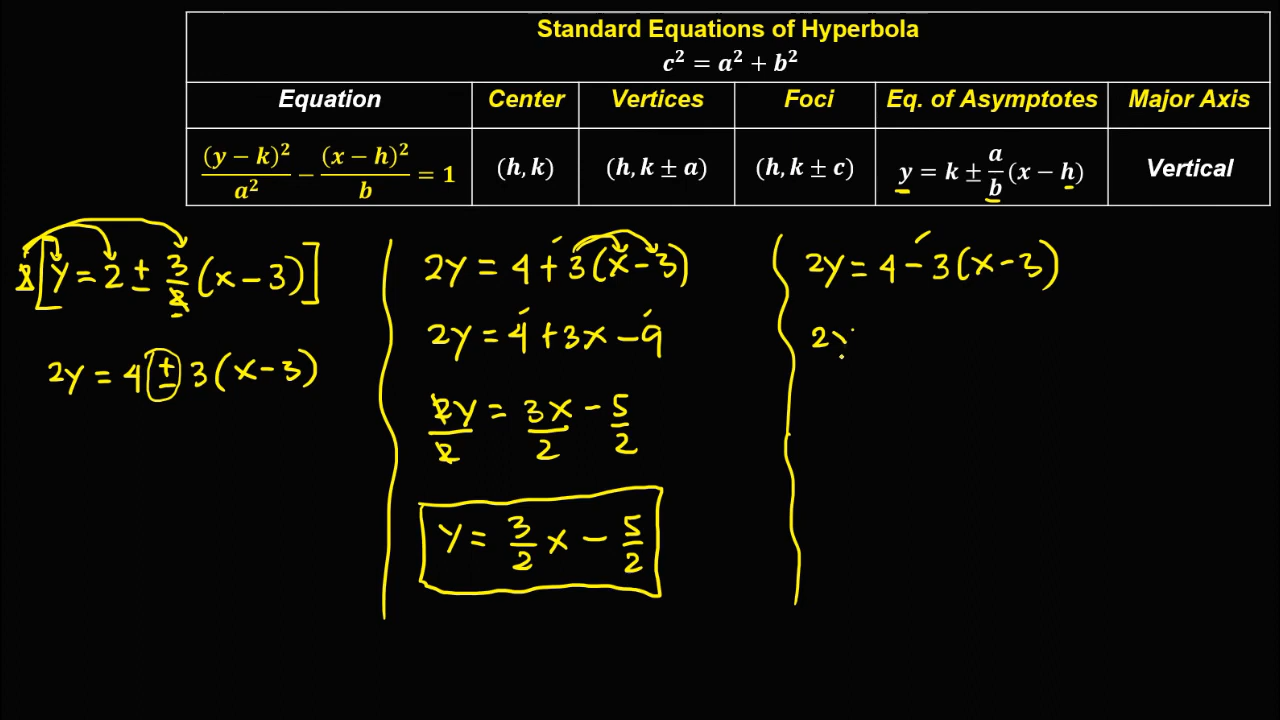 Standard Equations of Hyperbola
c² = a² + b²
Equation Center Vertices Foci Eq. of Asymptotes Major Axis
(y − k)²/a² − (x − h)²/b = 1 (h, k) (h, k ± a) (h, k ± c) y = k ± a/b (x − h) Vertical
2[y = 2 ± 3/2 (x − 3)]
2y = 4 ± 3(x − 3)
2y = 4 + 3(x − 3)
2y = 4 + 3x − 9
2y/2 = 3x/2 − 5/2
y = 3/2 x − 5/2
2y = 4 − 3(x − 3)
2y